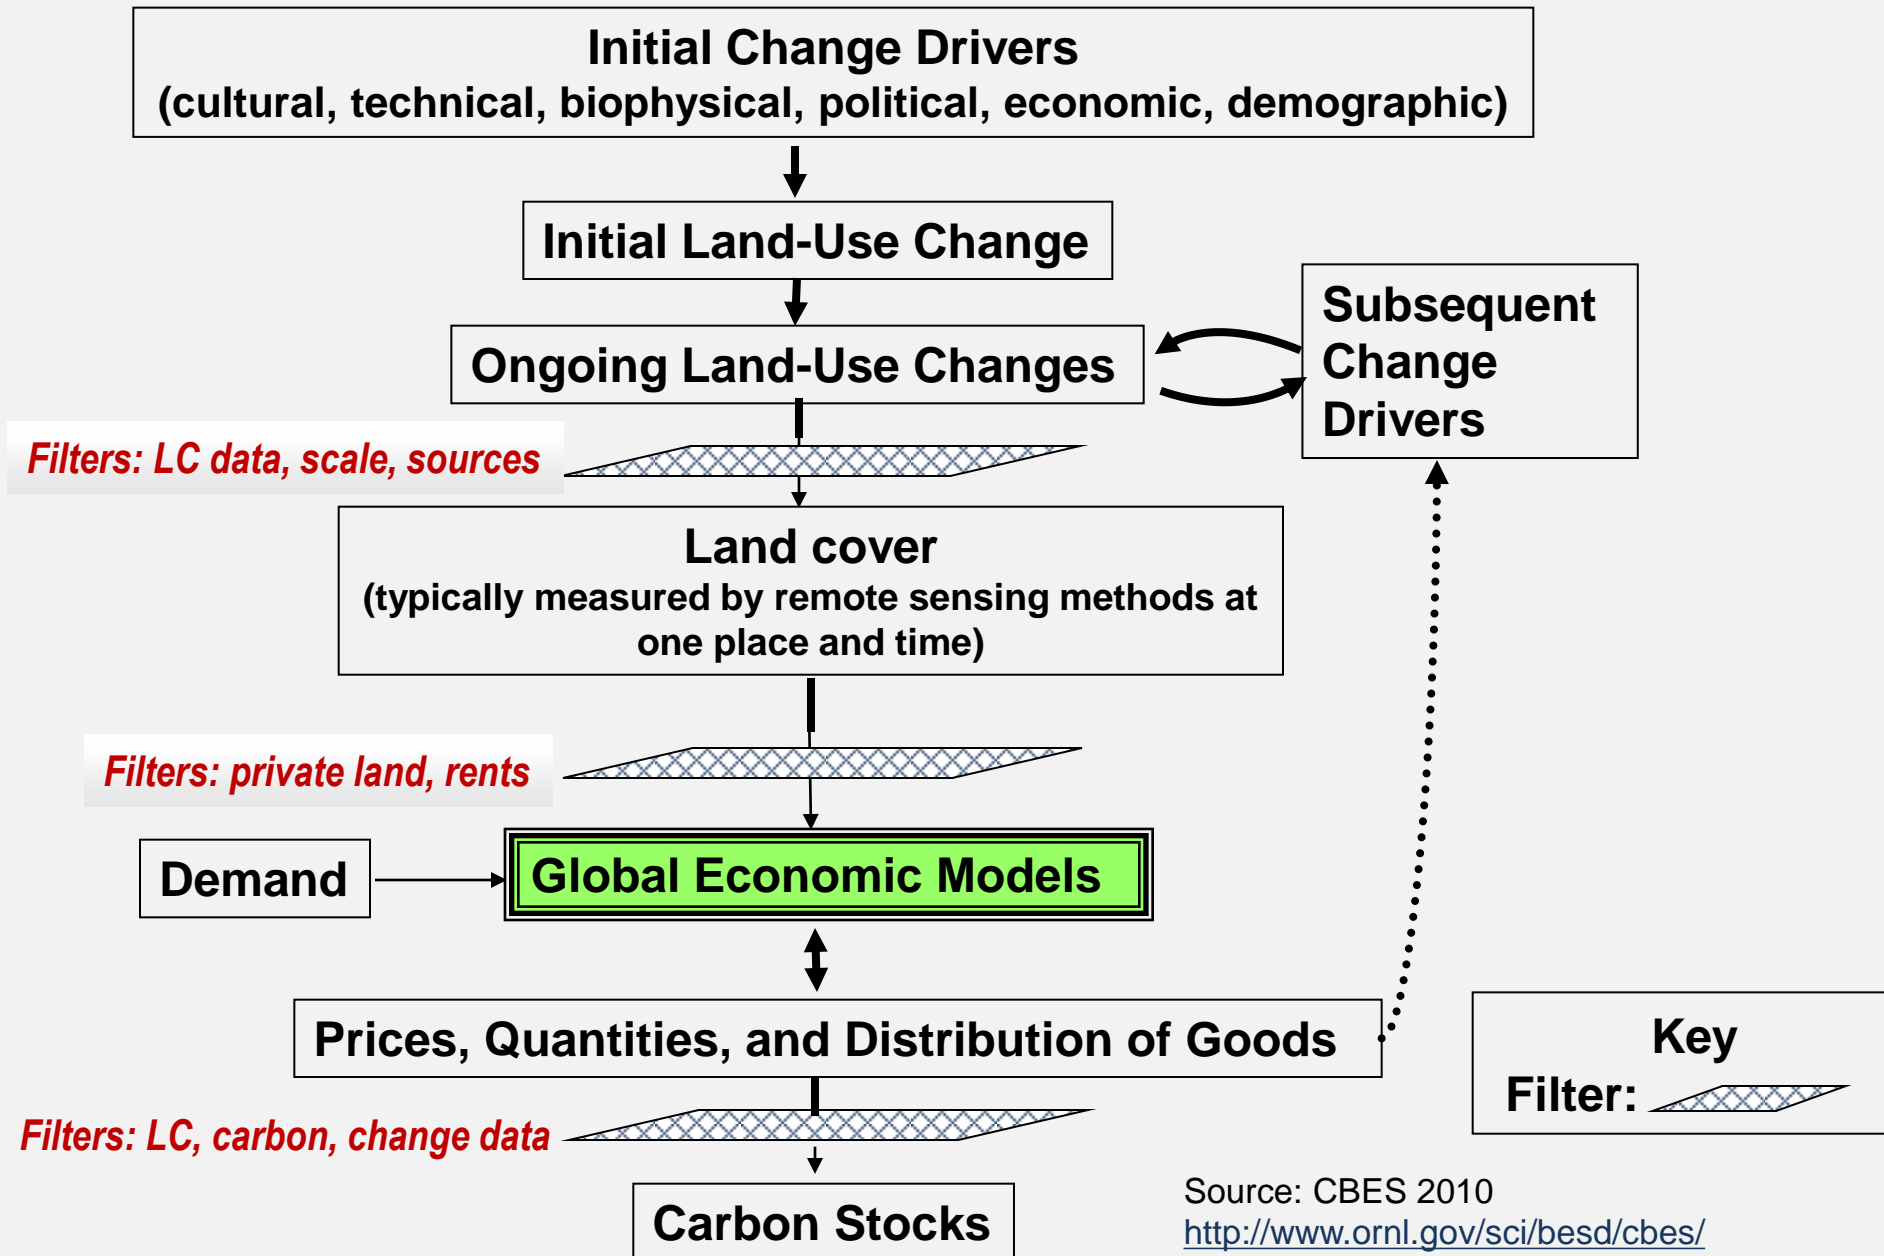 Initial Change Drivers
(cultural, technical, biophysical, political, economic, demographic)
Initial Land-Use Change
Subsequent
Change
Drivers
Ongoing Land-Use Changes
Filters: LC data, scale, sources
Land cover
(typically measured by remote sensing methods at
one place and time)
Filters: private land, rents
Demand
Global Economic Models
Prices, Quantities, and Distribution of Goods
Key
Filter:
Filters: LC, carbon, change data
Carbon Stocks
Source: CBES 2010
http://www.ornl.gov/sci/besd/cbes/